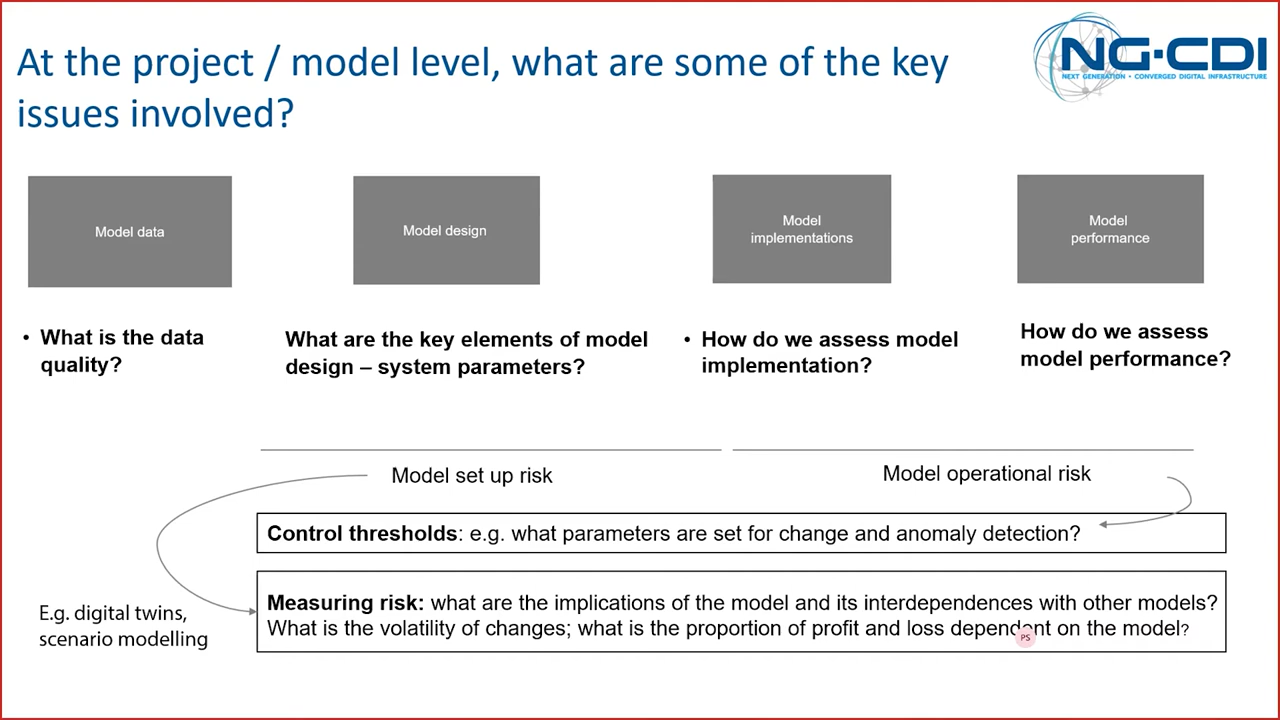 At the project / model level, what are some of the key
issues involved?
NG·CDI
NEXT GENERATION • CONVERGED DIGITAL INFRASTRUCTURE
Model data
Model design
Model
implementations
Model
performance
• What is the data
quality?
What are the key elements of model
design – system parameters?
• How do we assess model
implementation?
How do we assess
model performance?
Model set up risk
Model operational risk
Control thresholds: e.g. what parameters are set for change and anomaly detection?
Measuring risk: what are the implications of the model and its interdependences with other models?
What is the volatility of changes; what is the proportion of profit and loss dependent on the model?
PS
E.g. digital twins,
scenario modelling